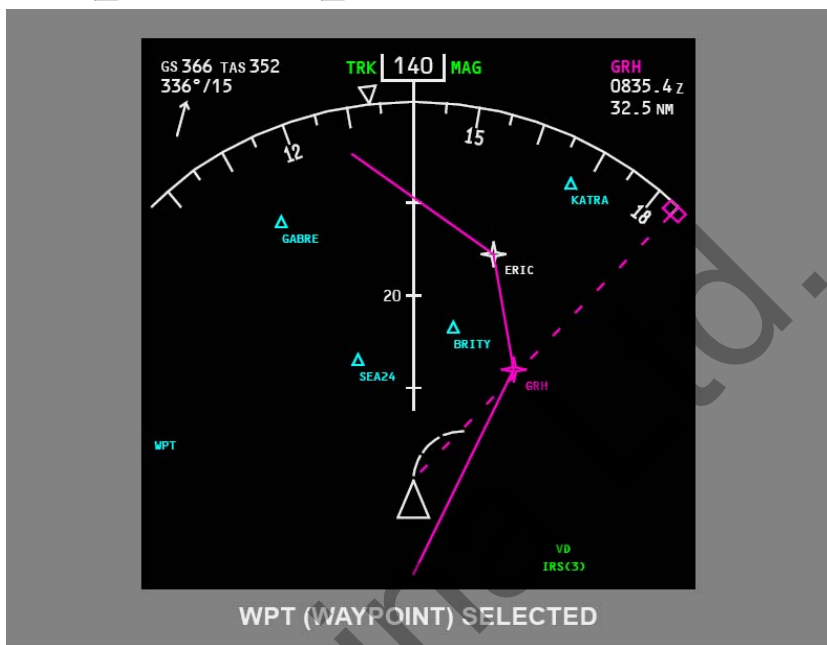 GS 366 TAS 352
336°/15
TRK 140 MAG
GRH
0835.4 Z
32.5 NM
12
15
18
KATRA
GABRE
ERIC
20
BRITY
SEA24
GRH
WPT
VD
IRS(3)
WPT (WAYPOINT) SELECTED